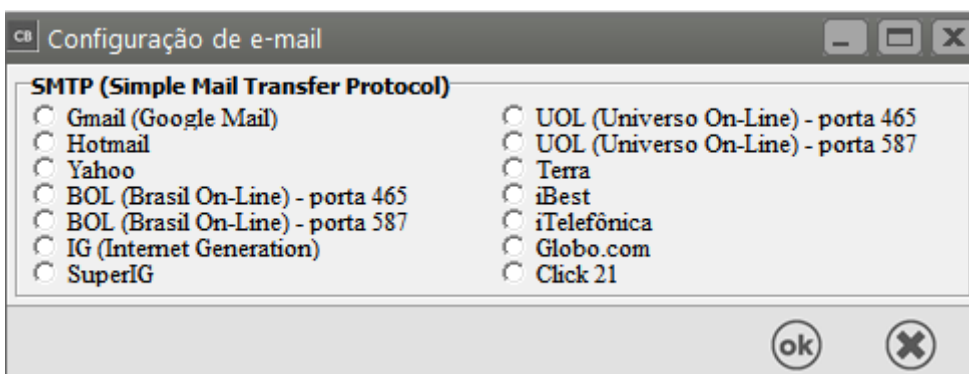 CB Configuração de e-mail
SMTP (Simple Mail Transfer Protocol)
Gmail (Google Mail)
Hotmail
Yahoo
BOL (Brasil On-Line) - porta 465
BOL (Brasil On-Line) - porta 587
IG (Internet Generation)
SuperIG
UOL (Universo On-Line) - porta 465
UOL (Universo On-Line) - porta 587
Terra
iBest
iTelefônica
Globo.com
Click 21
ok